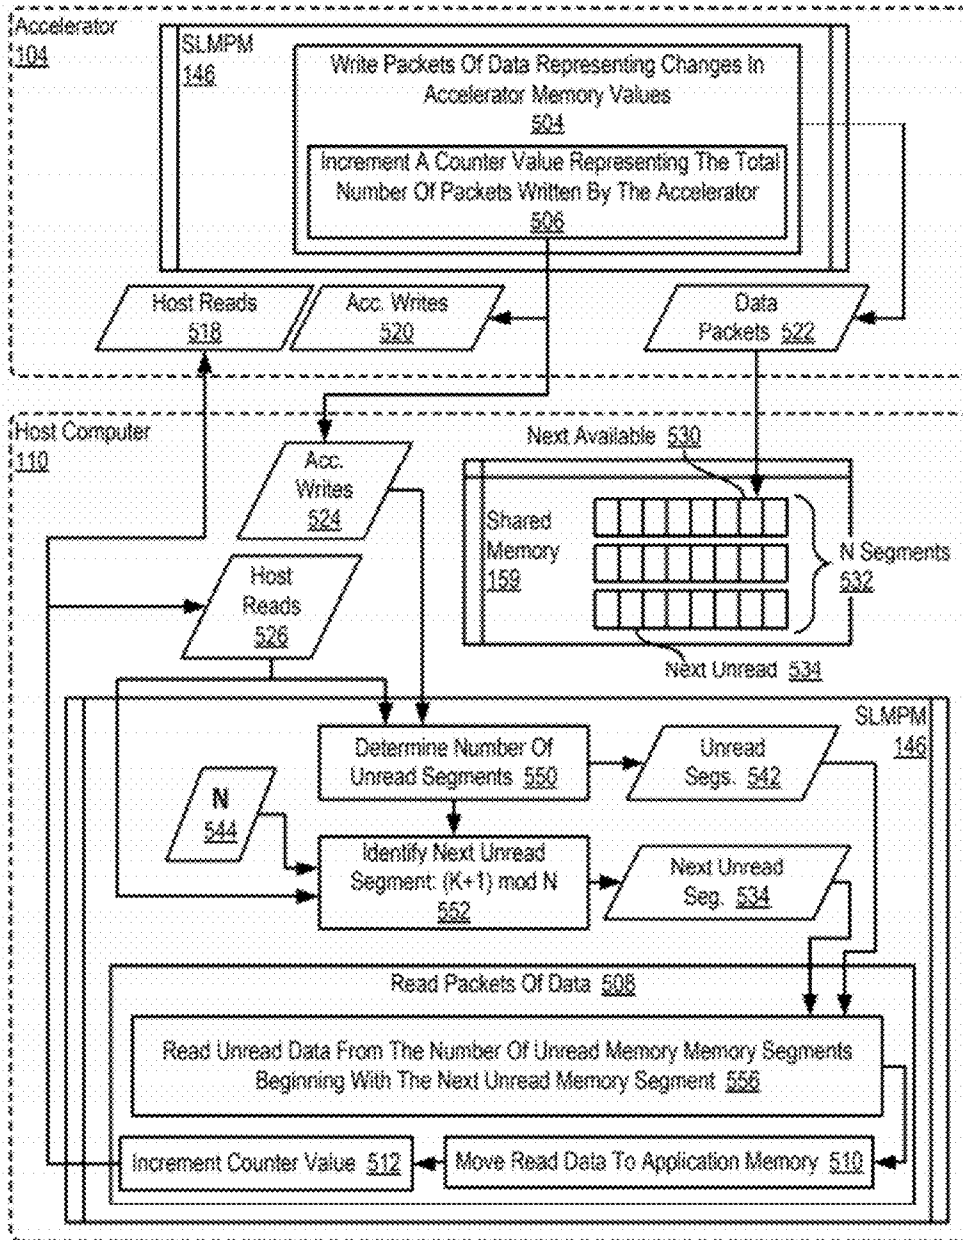 Accelerator
104
SLMPM
146
Write Packets Of Data Representing Changes In
Accelerator Memory Values
504
Increment A Counter Value Representing The Total
Number Of Packets Written By The Accelerator
506
Host Reads
518
Acc. Writes
520
Data
Packets 522
Host Computer
110
Acc.
Writes
524
Next Available 530
Shared
Memory
159
N Segments
532
Host
Reads
526
Next Unread 534
SLMPM
146
Determine Number Of
Unread Segments 550
Unread
Segs. 542
N
544
Identify Next Unread
Segment: (K+1) mod N
552
Next Unread
Seg. 534
Read Packets Of Data 508
Read Unread Data From The Number Of Unread Memory Memory Segments
Beginning With The Next Unread Memory Segment 556
Increment Counter Value 512
Move Read Data To Application Memory 510